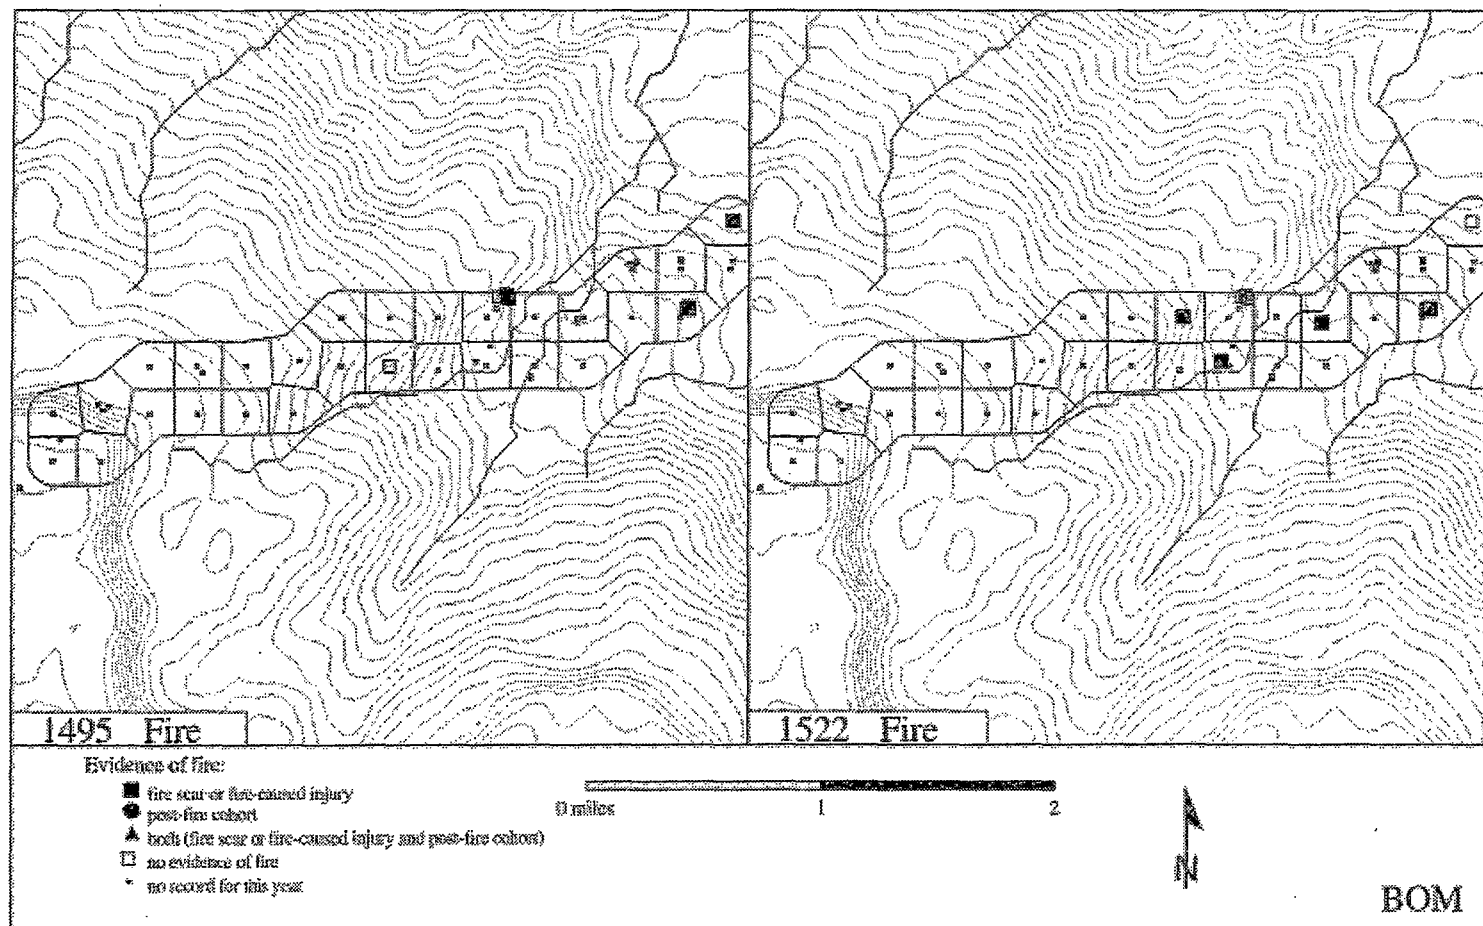 1495 Fire
1522 Fire
Evidence of fire:
fire scar or fire-caused injury
post-fire cohort
both (fire scar or fire-caused injury and post-fire cohort)
no evidence of fire
no record for this year
0 miles 1 2
N
BOM